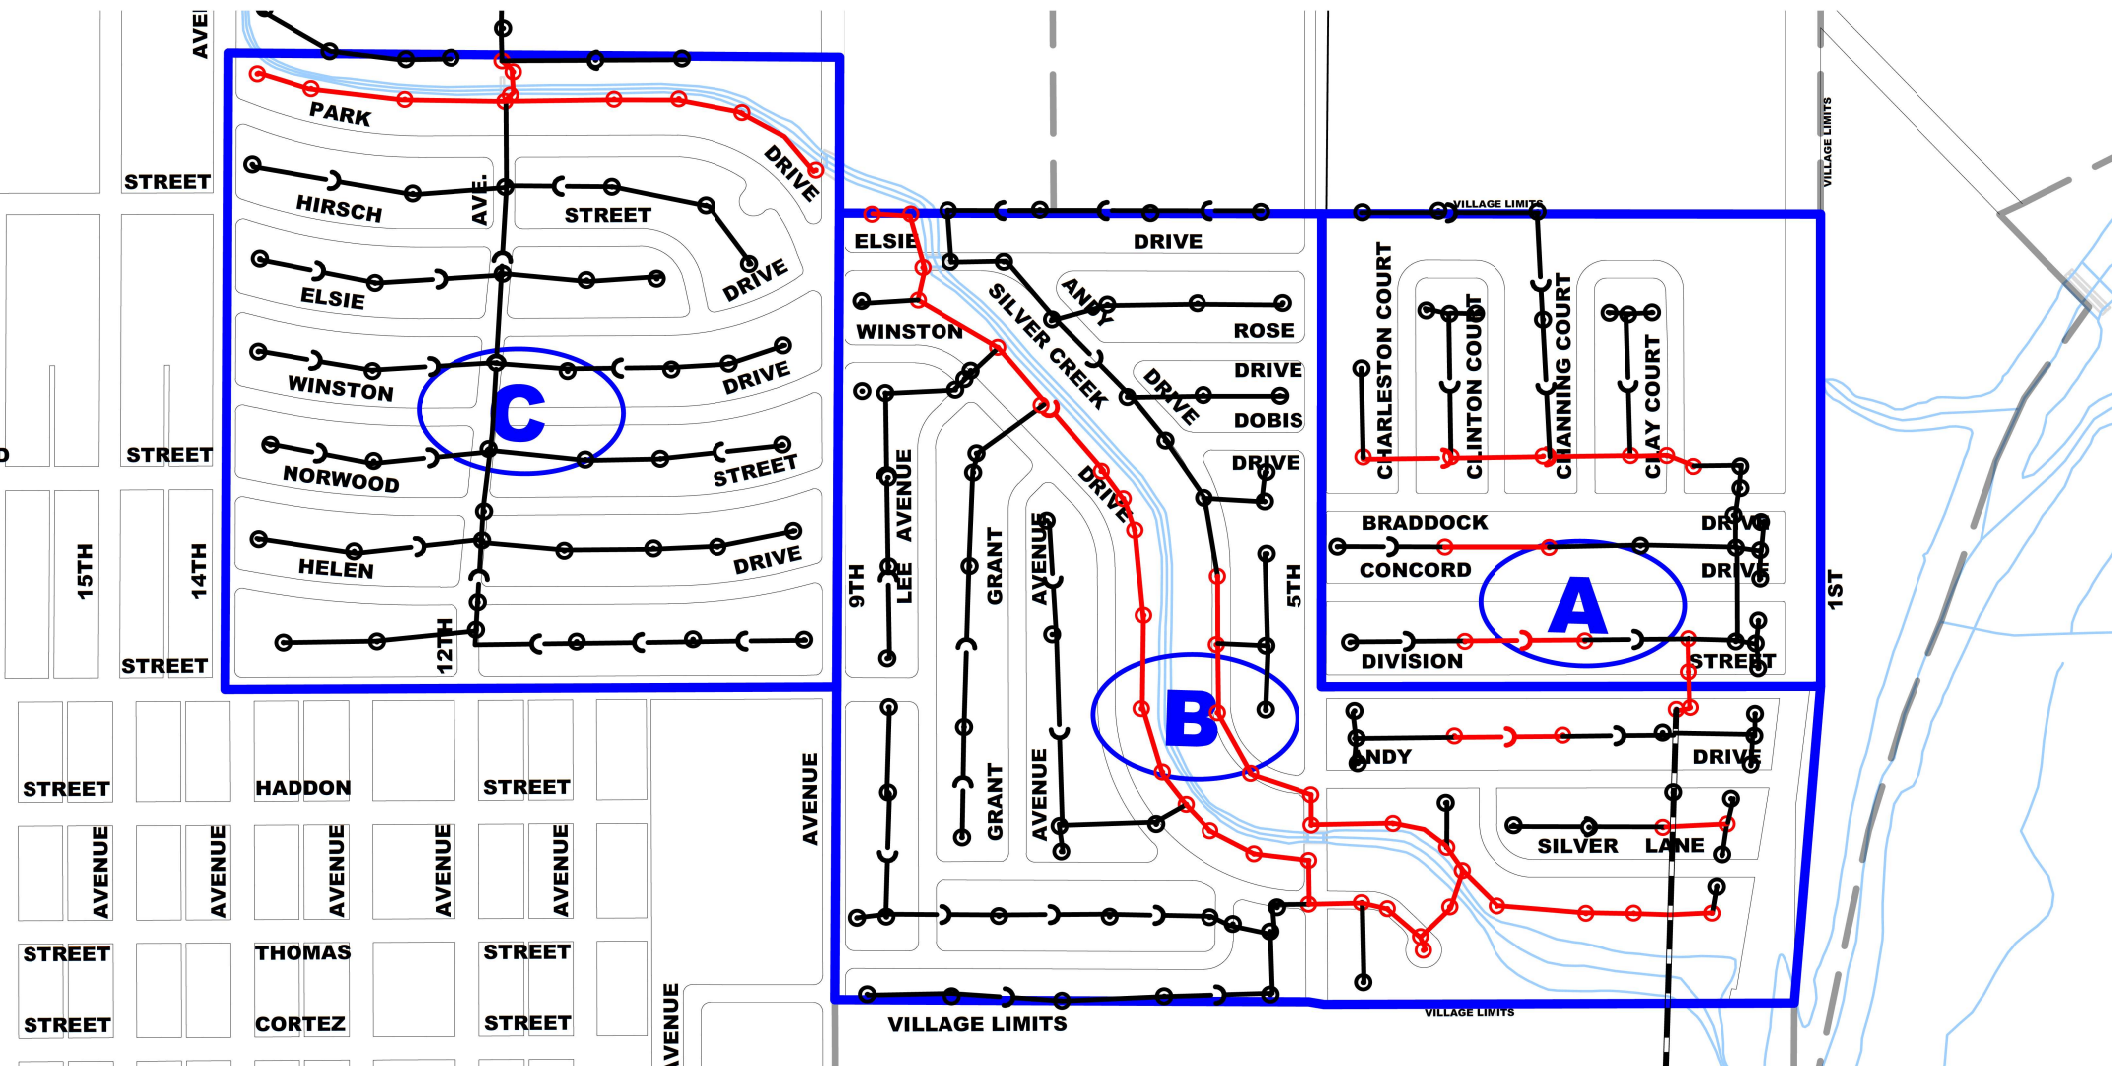 AVE
PARK
DRIVE
STREET
HIRSCH
AVE.
STREET
ELSIE
DRIVE
WINSTON
DRIVE
C
NORWOOD
STREET
STREET
HELEN
DRIVE
15TH
14TH
12TH
STREET
ELSIE
DRIVE
WINSTON
SILVER CREEK
DRIVE
ANDY
DRIVE
ROSE
DRIVE
DOBIS
DRIVE
9TH
LEE
AVENUE
GRANT
AVENUE
5TH
B
GRANT
AVENUE
AVENUE
VILLAGE LIMITS
VILLAGE LIMITS
CHARLESTON COURT
CLINTON COURT
CHANNING COURT
CLAY COURT
BRADDOCK
DRIVE
CONCORD
DRIVE
A
DIVISION
STREET
1ST
ANDY
DRIVE
SILVER LANE
STREET
HADDON
STREET
AVENUE
AVENUE
AVENUE
AVENUE
AVENUE
STREET
THOMAS
STREET
STREET
CORTEZ
STREET
AVENUE
VILLAGE LIMITS
VILLAGE LIMITS